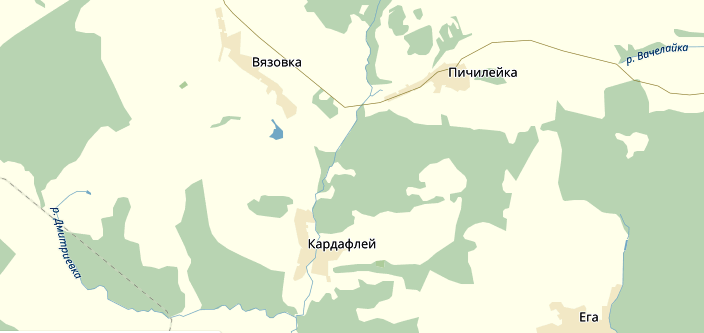 р. Вачелайка
Вязовка
Пичилейка
р. Дмитриевка
Кардафлей
Ега